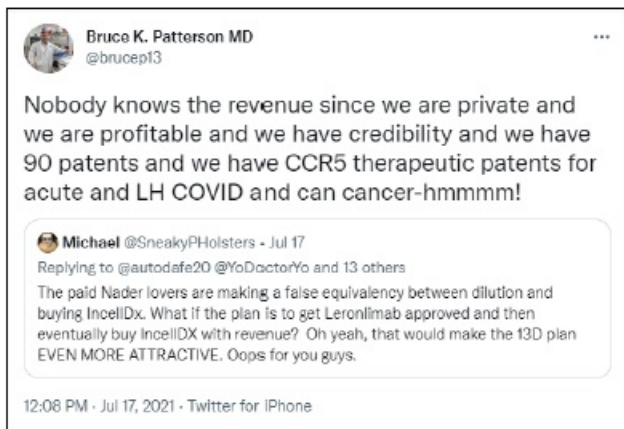 Bruce K. Patterson MD
@brucep13
Nobody knows the revenue since we are private and
we are profitable and we have credibility and we have
90 patents and we have CCR5 therapeutic patents for
acute and LH COVID and can cancer-hmmmm!
Michael @SneakyPHolsters · Jul 17
Replying to @autodafe20 @YoDoctorYo and 13 others
The paid Nader lovers are making a false equivalency between dilution and
buying IncellDx. What if the plan is to get Leronlimab approved and then
eventually buy IncellDX with revenue? Oh yeah, that would make the 13D plan
EVEN MORE ATTRACTIVE. Oops for you guys.
12:08 PM · Jul 17, 2021 · Twitter for iPhone